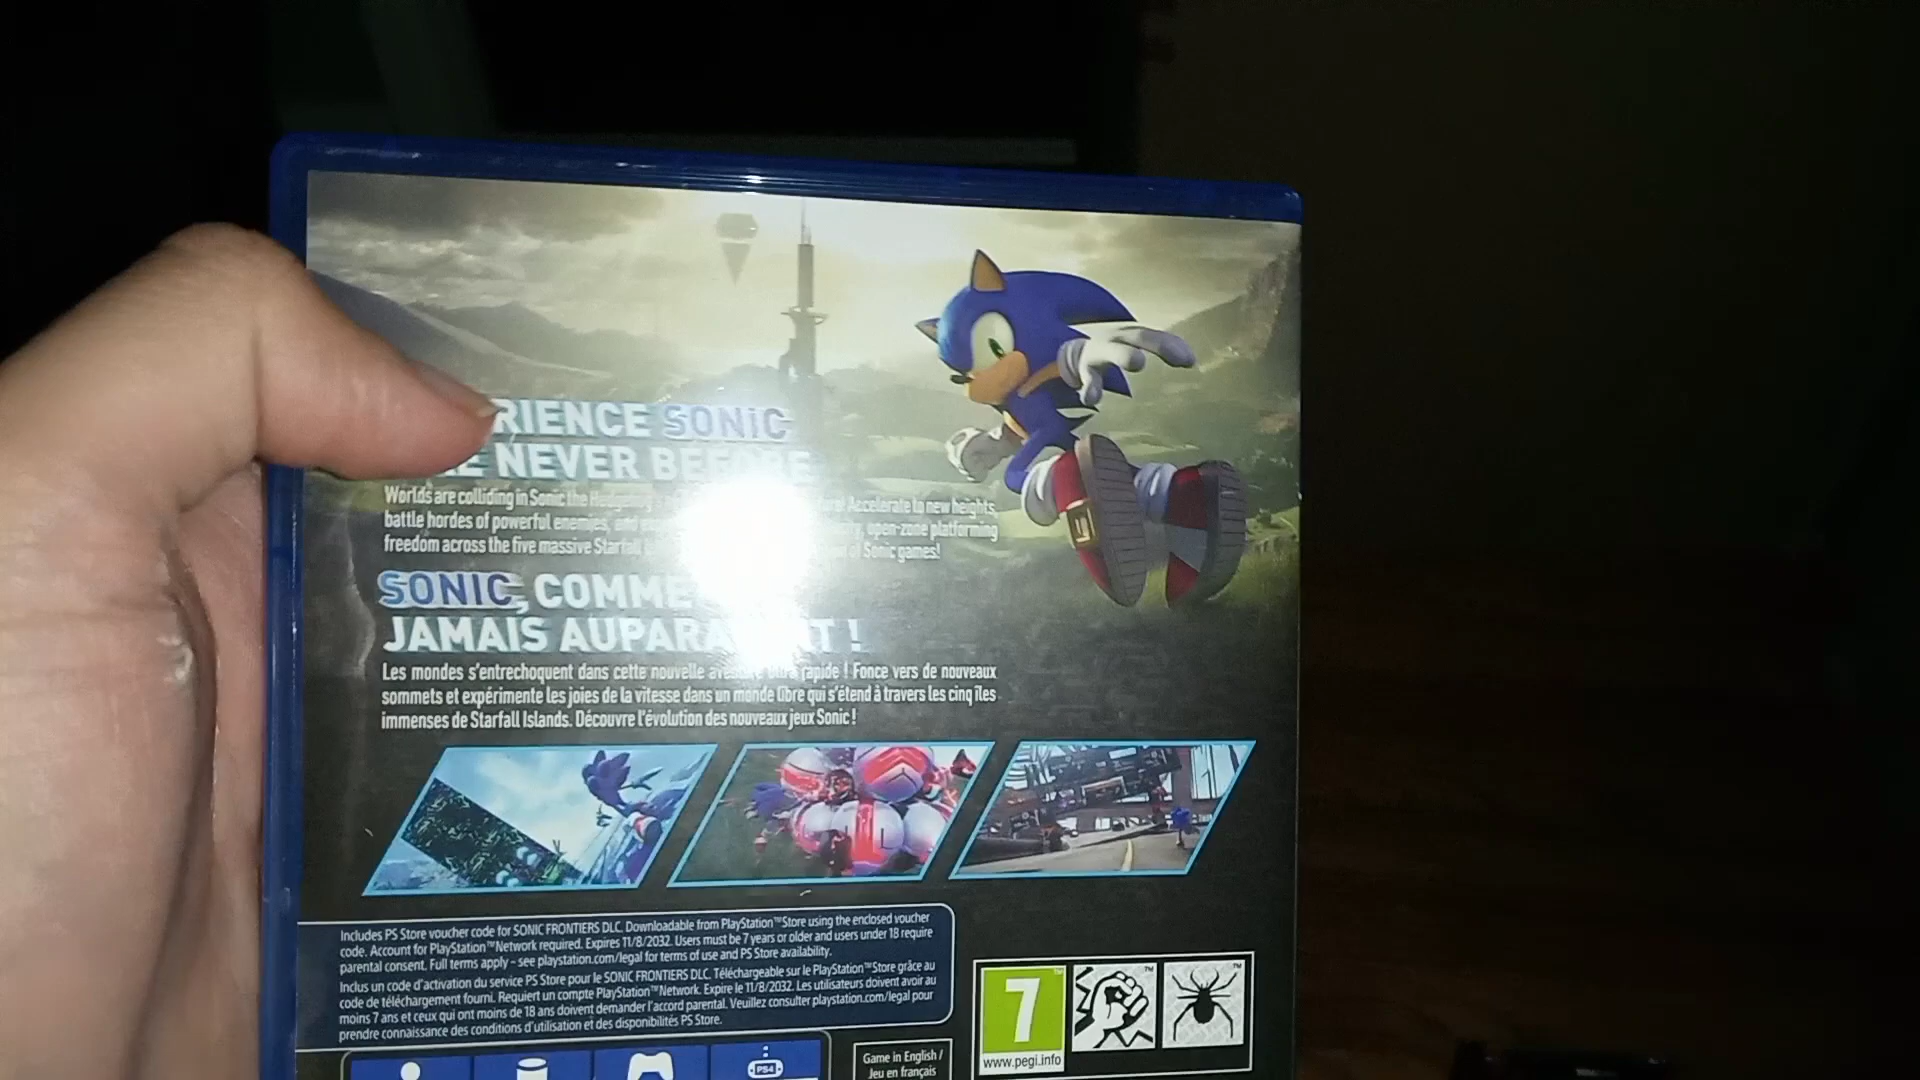 RIENCE SONIC
NEVER BEFORE
Worlds are colliding in Sonic the Hedgehog's Accelerate to new heights,
battle hordes of powerful enemies, and open-zone platforming
freedom across the five massive Starfall of Sonic games!
SONIC, COMME
JAMAIS AUPARAVANT !
Les mondes s'entrechoquent dans cette nouvelle aventure ultra rapide ! Fonce vers de nouveaux
sommets et expérimente les joies de la vitesse dans un monde libre qui s'étend à travers les cinq îles
immenses de Starfall Islands. Découvre l'évolution des nouveaux jeux Sonic !
Includes PS Store voucher code for SONIC FRONTIERS DLC. Downloadable from PlayStation™Store using the enclosed voucher
code. Account for PlayStation™Network required. Expires 11/8/2032. Users must be 7 years or older and users under 18 require
parental consent. Full terms apply - see playstation.com/legal for terms of use and PS Store availability.
Inclus un code d'activation du service PS Store pour le SONIC FRONTIERS DLC. Téléchargeable sur le PlayStation™Store grâce au
code de téléchargement fourni. Requiert un compte PlayStation™Network. Expire le 11/8/2032. Les utilisateurs doivent avoir au
moins 7 ans et ceux qui ont moins de 18 ans doivent demander l'accord parental. Veuillez consulter playstation.com/legal pour
prendre connaissance des conditions d'utilisation et des disponibilités PS Store.
PS4
Game in English /
Jeu en français
7
www.pegi.info